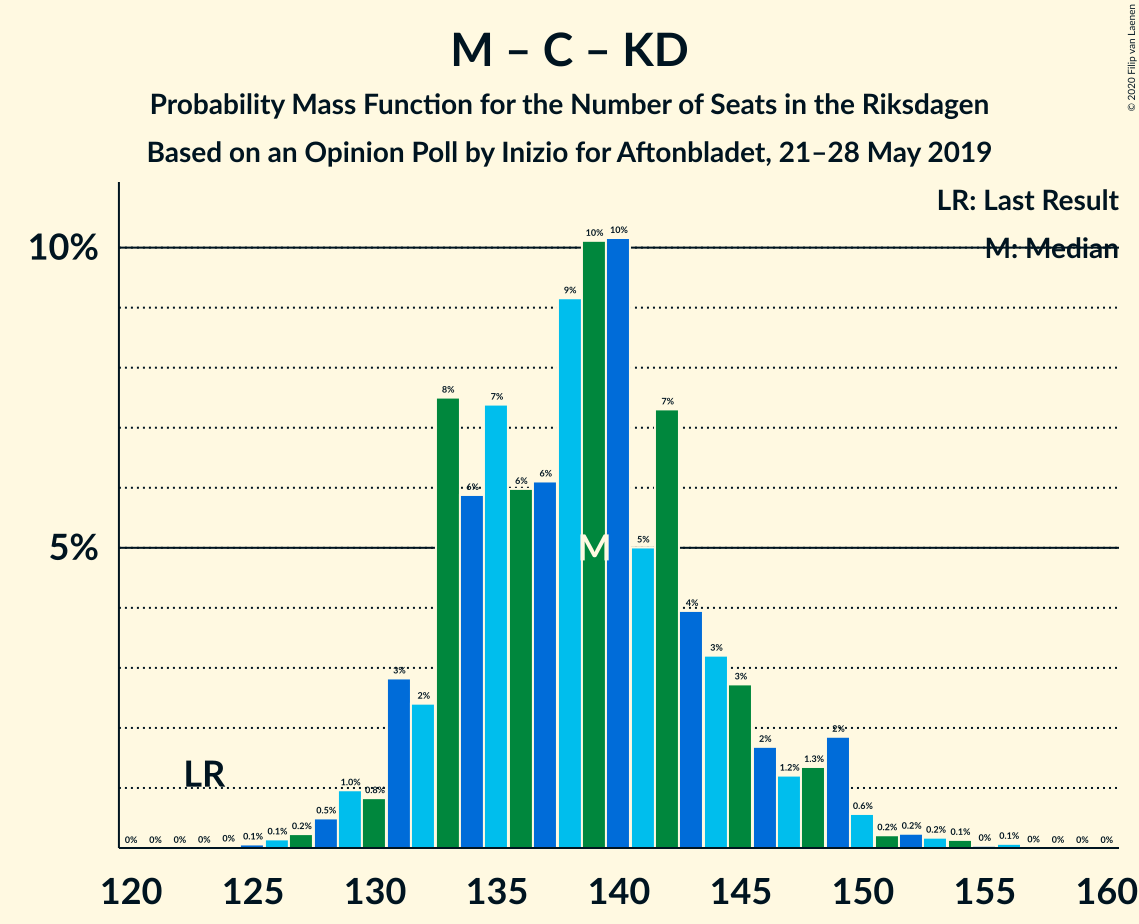 © 2020 Filip van Laenen
M – C – KD
Probability Mass Function for the Number of Seats in the Riksdagen
Based on an Opinion Poll by Inizio for Aftonbladet, 21–28 May 2019
LR: Last Result
M: Median
10%
5%
0% 0% 0% 0% 0% 0.1% 0.1% 0.2% 0.5% 1.0% 0.8% 3% 2% 8% 6% 7% 6% 6% 9% 10% 10% 5% 7% 4% 3% 3% 2% 1.2% 1.3% 2% 0.6% 0.2% 0.2% 0.2% 0.1% 0% 0.1% 0% 0% 0% 0%
M
LR
120 125 130 135 140 145 150 155 160